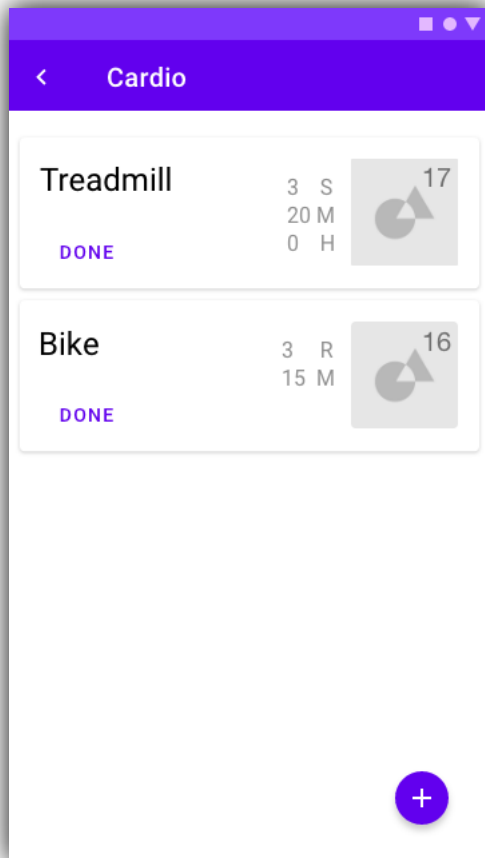 Cardio
Treadmill
3 S
20 M
0 H
17
DONE
Bike
3 R
15 M
16
DONE